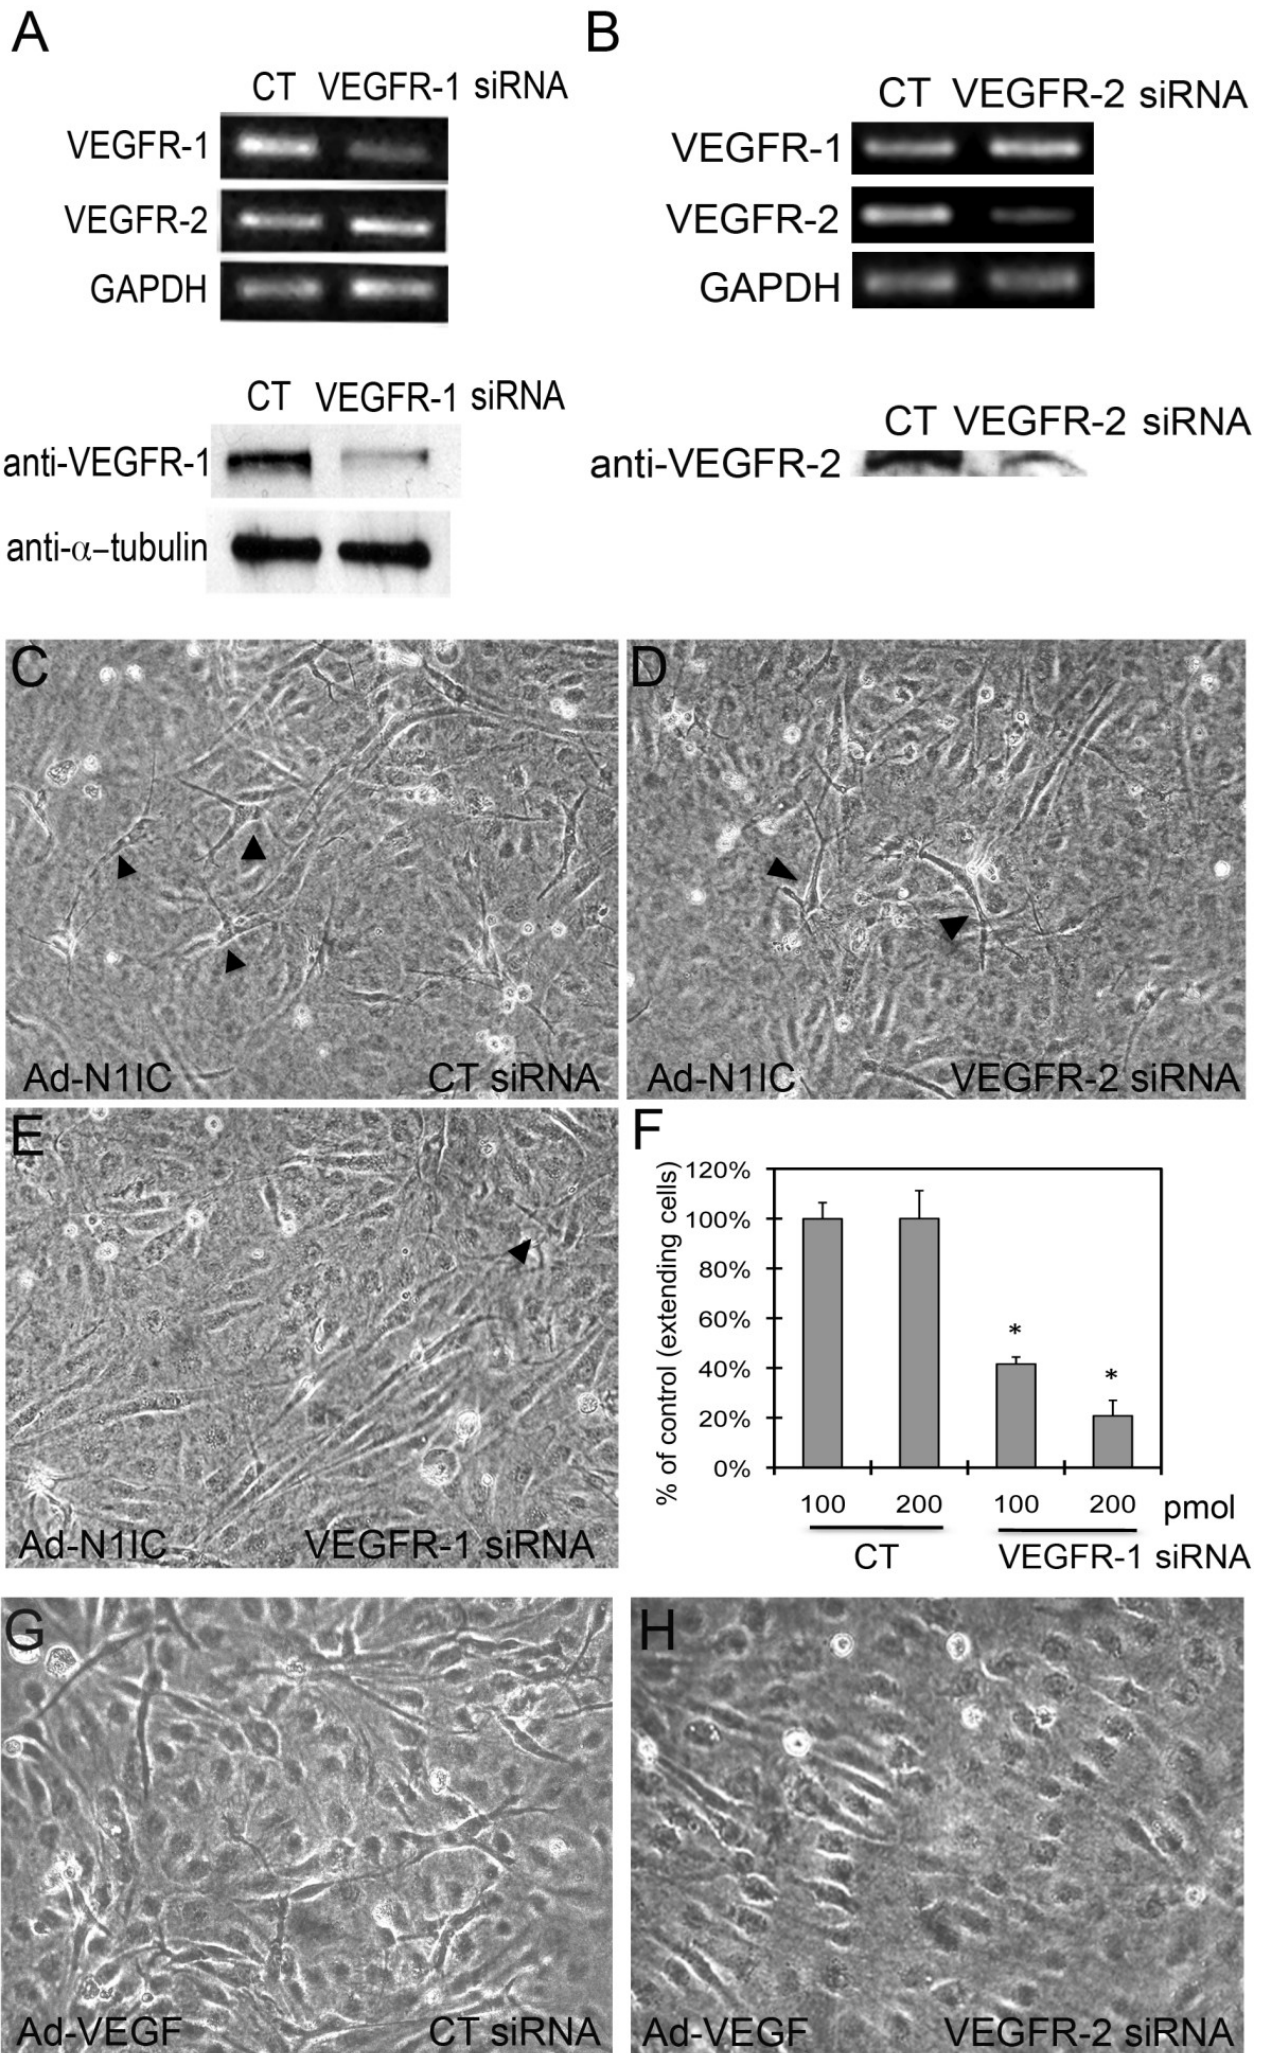 A
CT VEGFR-1 siRNA
VEGFR-1
VEGFR-2
GAPDH
CT VEGFR-1 siRNA
anti-VEGFR-1
anti-α-tubulin
B
CT VEGFR-2 siRNA
VEGFR-1
VEGFR-2
GAPDH
CT VEGFR-2 siRNA
anti-VEGFR-2
C
Ad-N1IC CT siRNA
D
Ad-N1IC VEGFR-2 siRNA
E
Ad-N1IC VEGFR-1 siRNA
F
% of control (extending cells)
120%
100%
80%
60%
40%
20%
0%
*
*
100 200 100 200 pmol
CT VEGFR-1 siRNA
G
Ad-VEGF CT siRNA
H
Ad-VEGF VEGFR-2 siRNA